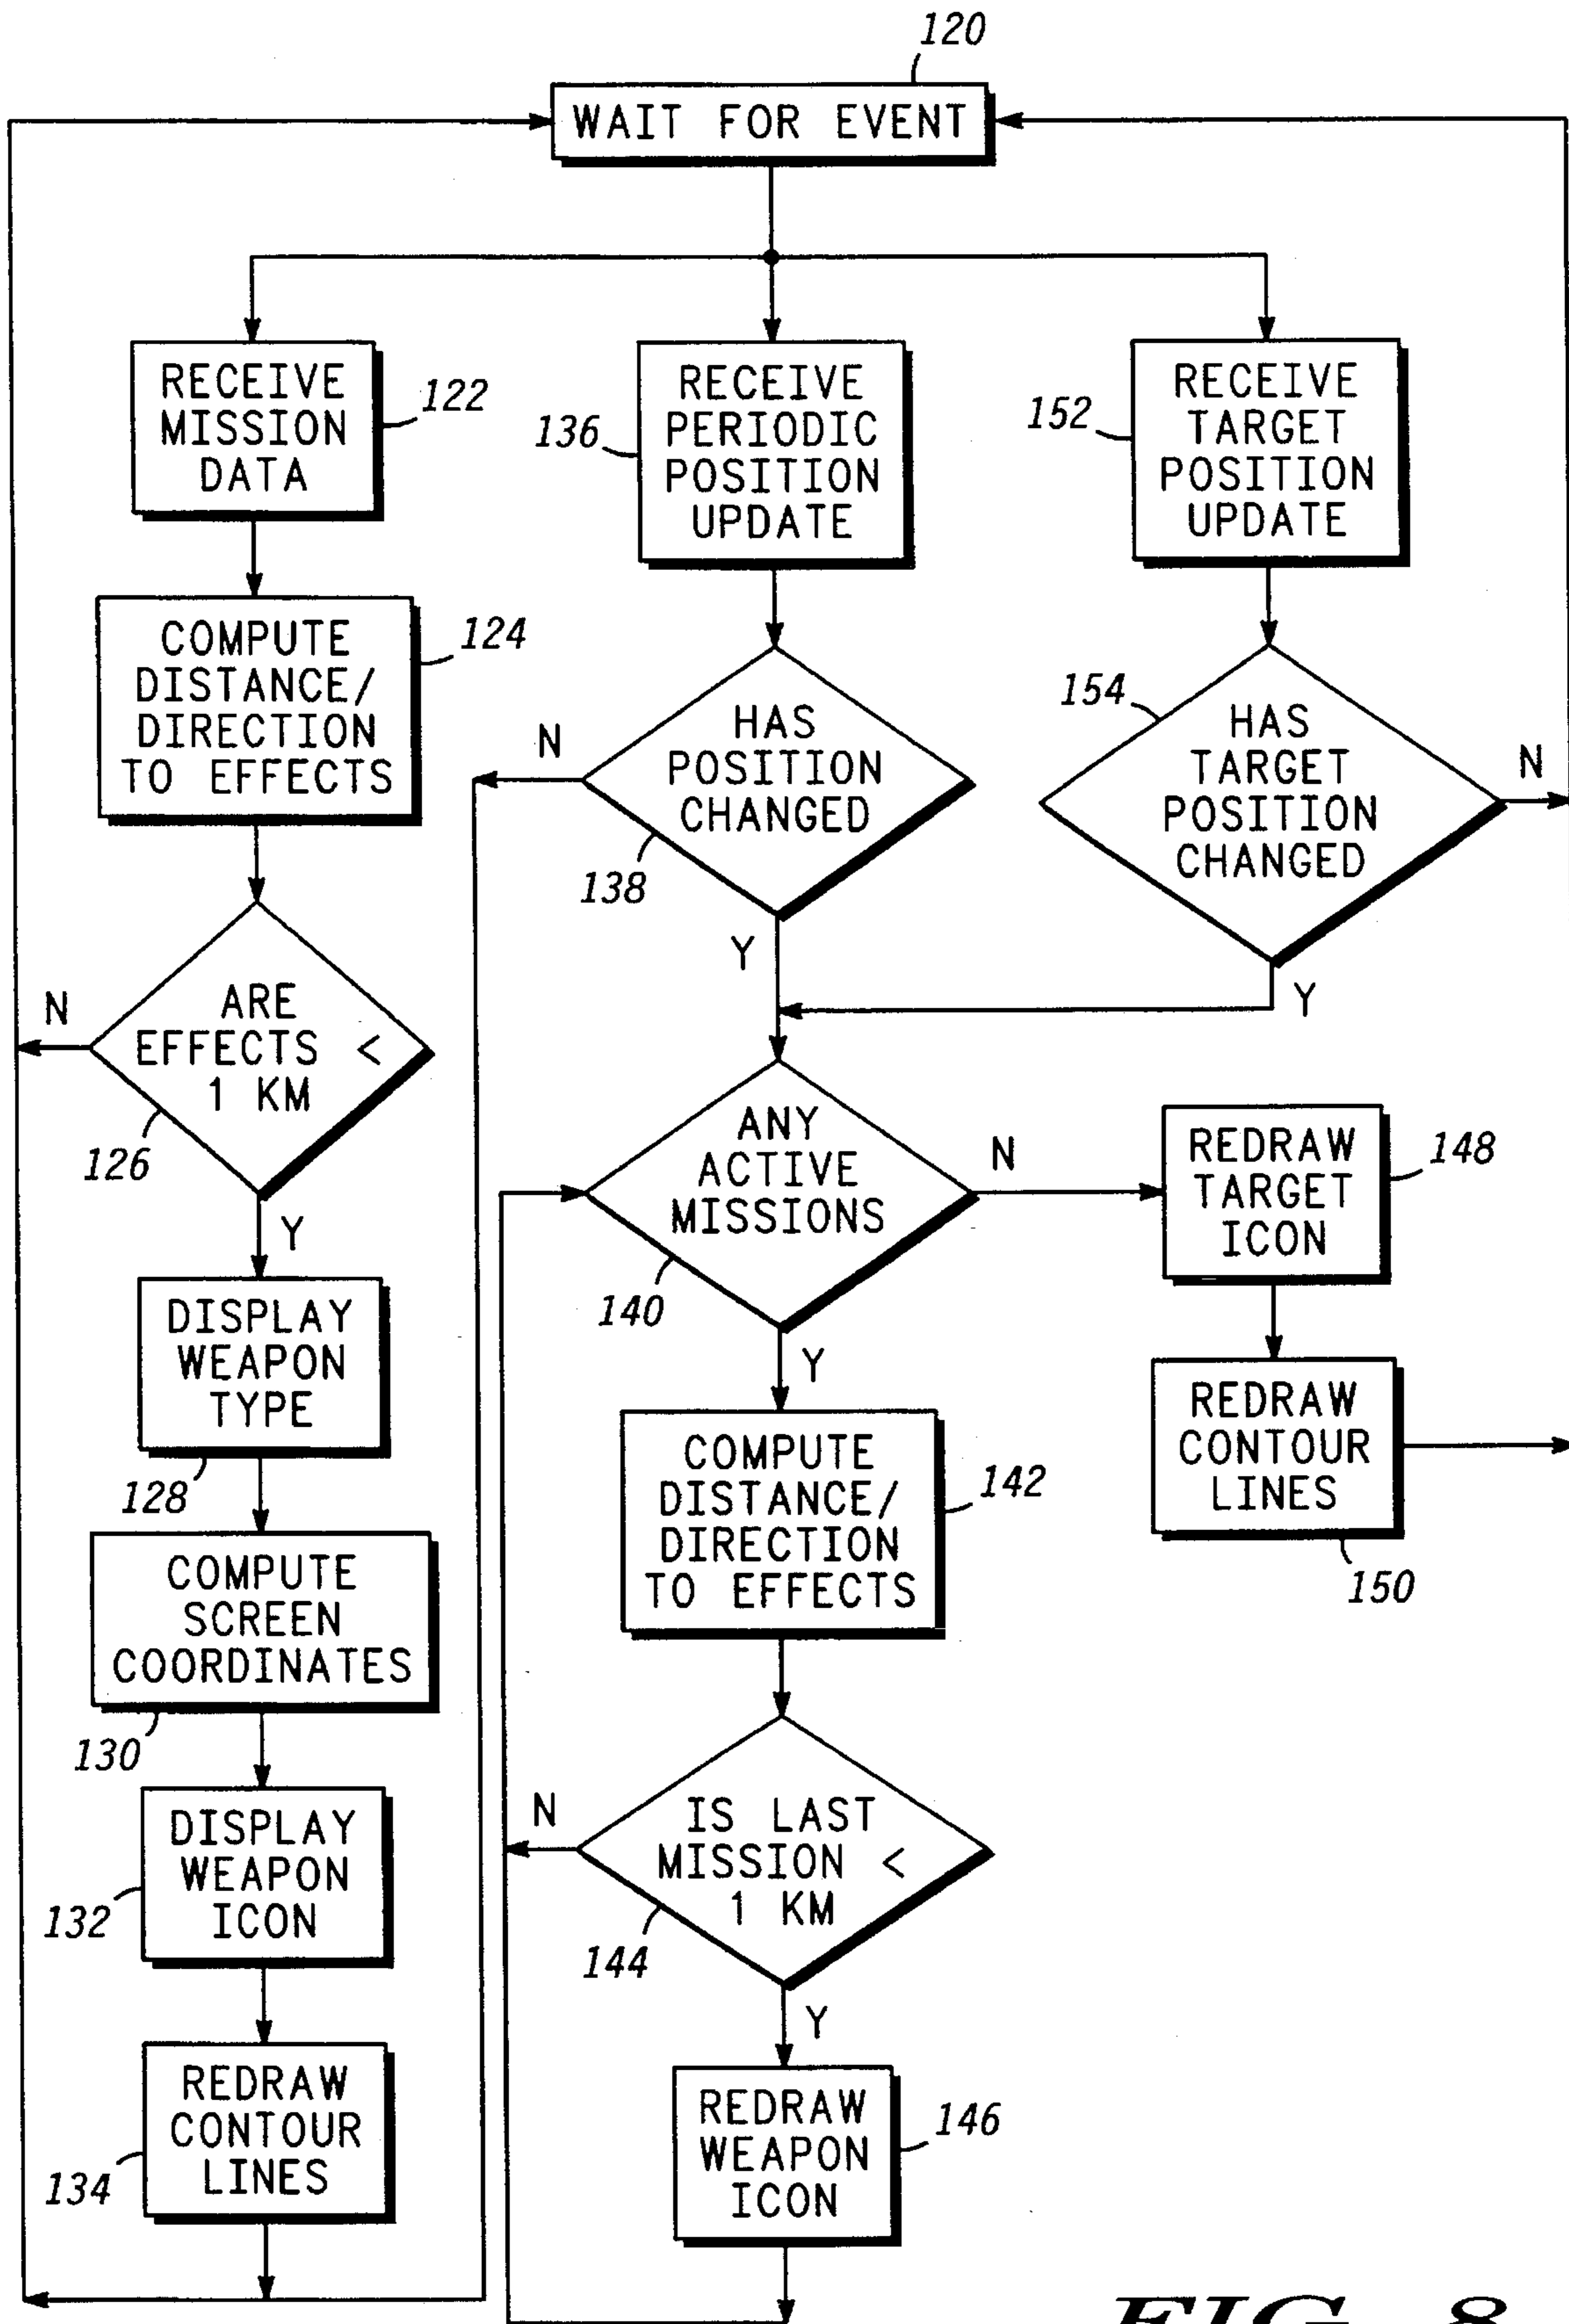 120
WAIT FOR EVENT
RECEIVE
MISSION
DATA
122
COMPUTE
DISTANCE/
DIRECTION
TO EFFECTS
124
N
ARE
EFFECTS <
1 KM
126
Y
DISPLAY
WEAPON
TYPE
128
COMPUTE
SCREEN
COORDINATES
130
DISPLAY
WEAPON
ICON
132
REDRAW
CONTOUR
LINES
134
RECEIVE
PERIODIC
POSITION
UPDATE
136
N
HAS
POSITION
CHANGED
138
Y
ANY
ACTIVE
MISSIONS
140
N
Y
COMPUTE
DISTANCE/
DIRECTION
TO EFFECTS
142
N
IS LAST
MISSION <
1 KM
144
Y
REDRAW
WEAPON
ICON
146
RECEIVE
TARGET
POSITION
UPDATE
152
154
HAS
TARGET
POSITION
CHANGED
N
Y
REDRAW
TARGET
ICON
148
REDRAW
CONTOUR
LINES
150
FIG. 8